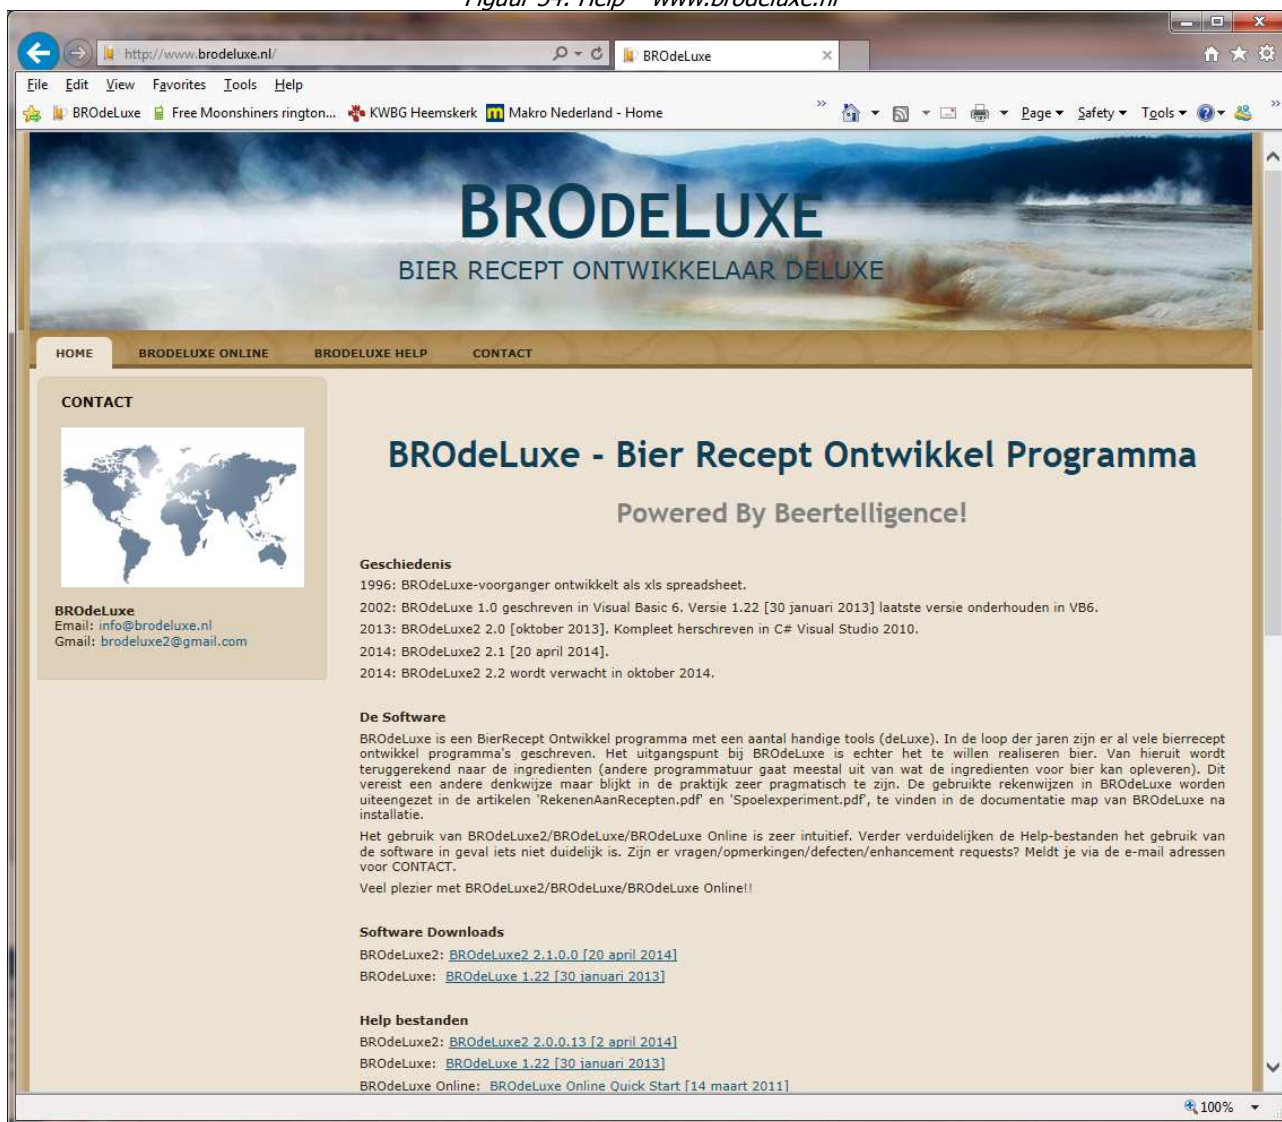 Figuur 54: Help – www.brodeluxe.nl
http://www.brodeluxe.nl/
BROdeLuxe
File Edit View Favorites Tools Help
BROdeLuxe Free Moonshiners rington... KWBG Heemskerk Makro Nederland - Home
Page Safety Tools
BRODELUXE
BIER RECEPT ONTWIKKELAAR DELUXE
HOME BRODELUXE ONLINE BRODELUXE HELP CONTACT
CONTACT
BROdeLuxe
Email: info@brodeluxe.nl
Gmail: brodeluxe2@gmail.com
BROdeLuxe - Bier Recept Ontwikkel Programma
Powered By Beertelligence!
Geschiedenis
1996: BROdeLuxe-voorganger ontwikkelt als xls spreadsheet.
2002: BROdeLuxe 1.0 geschreven in Visual Basic 6. Versie 1.22 [30 januari 2013] laatste versie onderhouden in VB6.
2013: BROdeLuxe2 2.0 [oktober 2013]. Kompleet herschreven in C# Visual Studio 2010.
2014: BROdeLuxe2 2.1 [20 april 2014].
2014: BROdeLuxe2 2.2 wordt verwacht in oktober 2014.
De Software
BROdeLuxe is een BierRecept Ontwikkel programma met een aantal handige tools (deLuxe). In de loop der jaren zijn er al vele bierrecept
ontwikkel programma's geschreven. Het uitgangspunt bij BROdeLuxe is echter het te willen realiseren bier. Van hieruit wordt
teruggerekend naar de ingredienten (andere programmatuur gaat meestal uit van wat de ingredienten voor bier kan opleveren). Dit
vereist een andere denkwijze maar blijkt in de praktijk zeer pragmatisch te zijn. De gebruikte rekenwijzen in BROdeLuxe worden
uiteengezet in de artikelen 'RekenenAanRecepten.pdf' en 'Spoelexperiment.pdf', te vinden in de documentatie map van BROdeLuxe na
installatie.
Het gebruik van BROdeLuxe2/BROdeLuxe/BROdeLuxe Online is zeer intuitief. Verder verduidelijken de Help-bestanden het gebruik van
de software in geval iets niet duidelijk is. Zijn er vragen/opmerkingen/defecten/enhancement requests? Meldt je via de e-mail adressen
voor CONTACT.
Veel plezier met BROdeLuxe2/BROdeLuxe/BROdeLuxe Online!!
Software Downloads
BROdeLuxe2: BROdeLuxe2 2.1.0.0 [20 april 2014]
BROdeLuxe: BROdeLuxe 1.22 [30 januari 2013]
Help bestanden
BROdeLuxe2: BROdeLuxe2 2.0.0.13 [2 april 2014]
BROdeLuxe: BROdeLuxe 1.22 [30 januari 2013]
BROdeLuxe Online: BROdeLuxe Online Quick Start [14 maart 2011]
100%